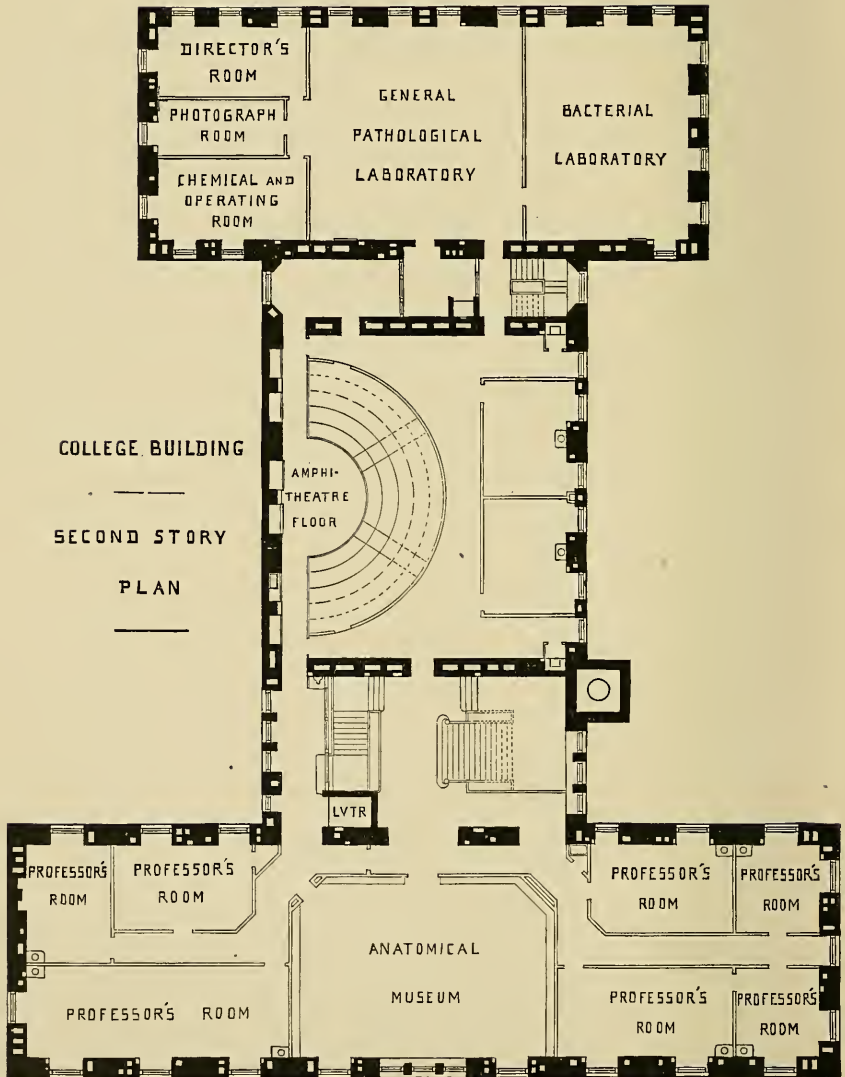 DIRECTOR'S
ROOM
PHOTOGRAPH
ROOM
CHEMICAL AND
OPERATING
ROOM
GENERAL
PATHOLOGICAL
LABORATORY
BACTERIAL
LABORATORY
COLLEGE BUILDING
SECOND STORY
PLAN
AMPHI-
THEATRE
FLOOR
LVTR
PROFESSOR'S
ROOM
PROFESSOR'S
ROOM
PROFESSOR'S
ROOM
PROFESSOR'S
ROOM
ANATOMICAL
MUSEUM
PROFESSOR'S ROOM
PROFESSOR'S
ROOM
PROFESSOR'S
ROOM